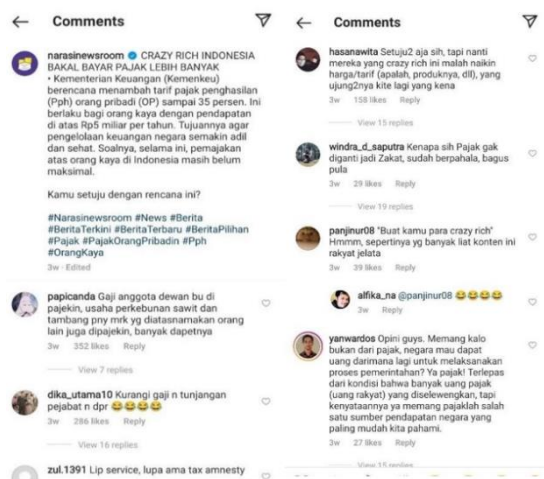 Comments
narasinewsroom CRAZY RICH INDONESIA
BAKAL BAYAR PAJAK LEBIH BANYAK
• Kementerian Keuangan (Kemenkeu)
berencana menambah tarif pajak penghasilan
(Pph) orang pribadi (OP) sampai 35 persen. Ini
berlaku bagi orang kaya dengan pendapatan
di atas Rp5 miliar per tahun. Tujuannya agar
pengelolaan keuangan negara semakin adil
dan sehat. Soalnya, selama ini, pemajakan
atas orang kaya di Indonesia masih belum
maksimal.
Kamu setuju dengan rencana ini?
#Narasinewsroom #News #Berita
#BeritaTerkini #BeritaTerbaru #BeritaPilihan
#Pajak #PajakOrangPribadin #Pph
#OrangKaya
3w · Edited
papicanda Gaji anggota dewan bu di
pajekin, usaha perkebunan sawit dan
tambang pny mrk yg diatasnamakan orang
lain juga dipajekin, banyak dapetnya
3w 352 likes Reply
View 7 replies
dika_utama10 Kurangi gaji n tunjangan
pejabat n dpr 😂😂😂😂
3w 286 likes Reply
View 16 replies
zul.1391 Lip service, lupa ama tax amnesty
Comments
hasanawita Setuju2 aja sih, tapi nanti
mereka yang crazy rich ini malah naikin
harga/tarif (apalah, produknya, dll), yang
ujung2nya kite lagi yang kena
3w 158 likes Reply
View 15 replies
windra_d_saputra Kenapa sih Pajak gak
diganti jadi Zakat, sudah berpahala, bagus
pula
3w 29 likes Reply
View 19 replies
panjinur08 "Buat kamu para crazy rich"
Hmmm, sepertinya yg banyak liat konten ini
rakyat jelata
3w 39 likes Reply
alfika_na @panjinur08 😂😂😂😂
3w Reply
yanwardos Opini guys. Memang kalo
bukan dari pajak, negara mau dapat
uang darimana lagi untuk melaksanakan
proses pemerintahan? Ya pajak! Terlepas
dari kondisi bahwa banyak uang pajak
(uang rakyat) yang diselewengkan, tapi
kenyataannya ya memang pajaklah salah
satu sumber pendapatan negara yang
paling mudah kita pahami.
3w 27 likes Reply
View 15 replies